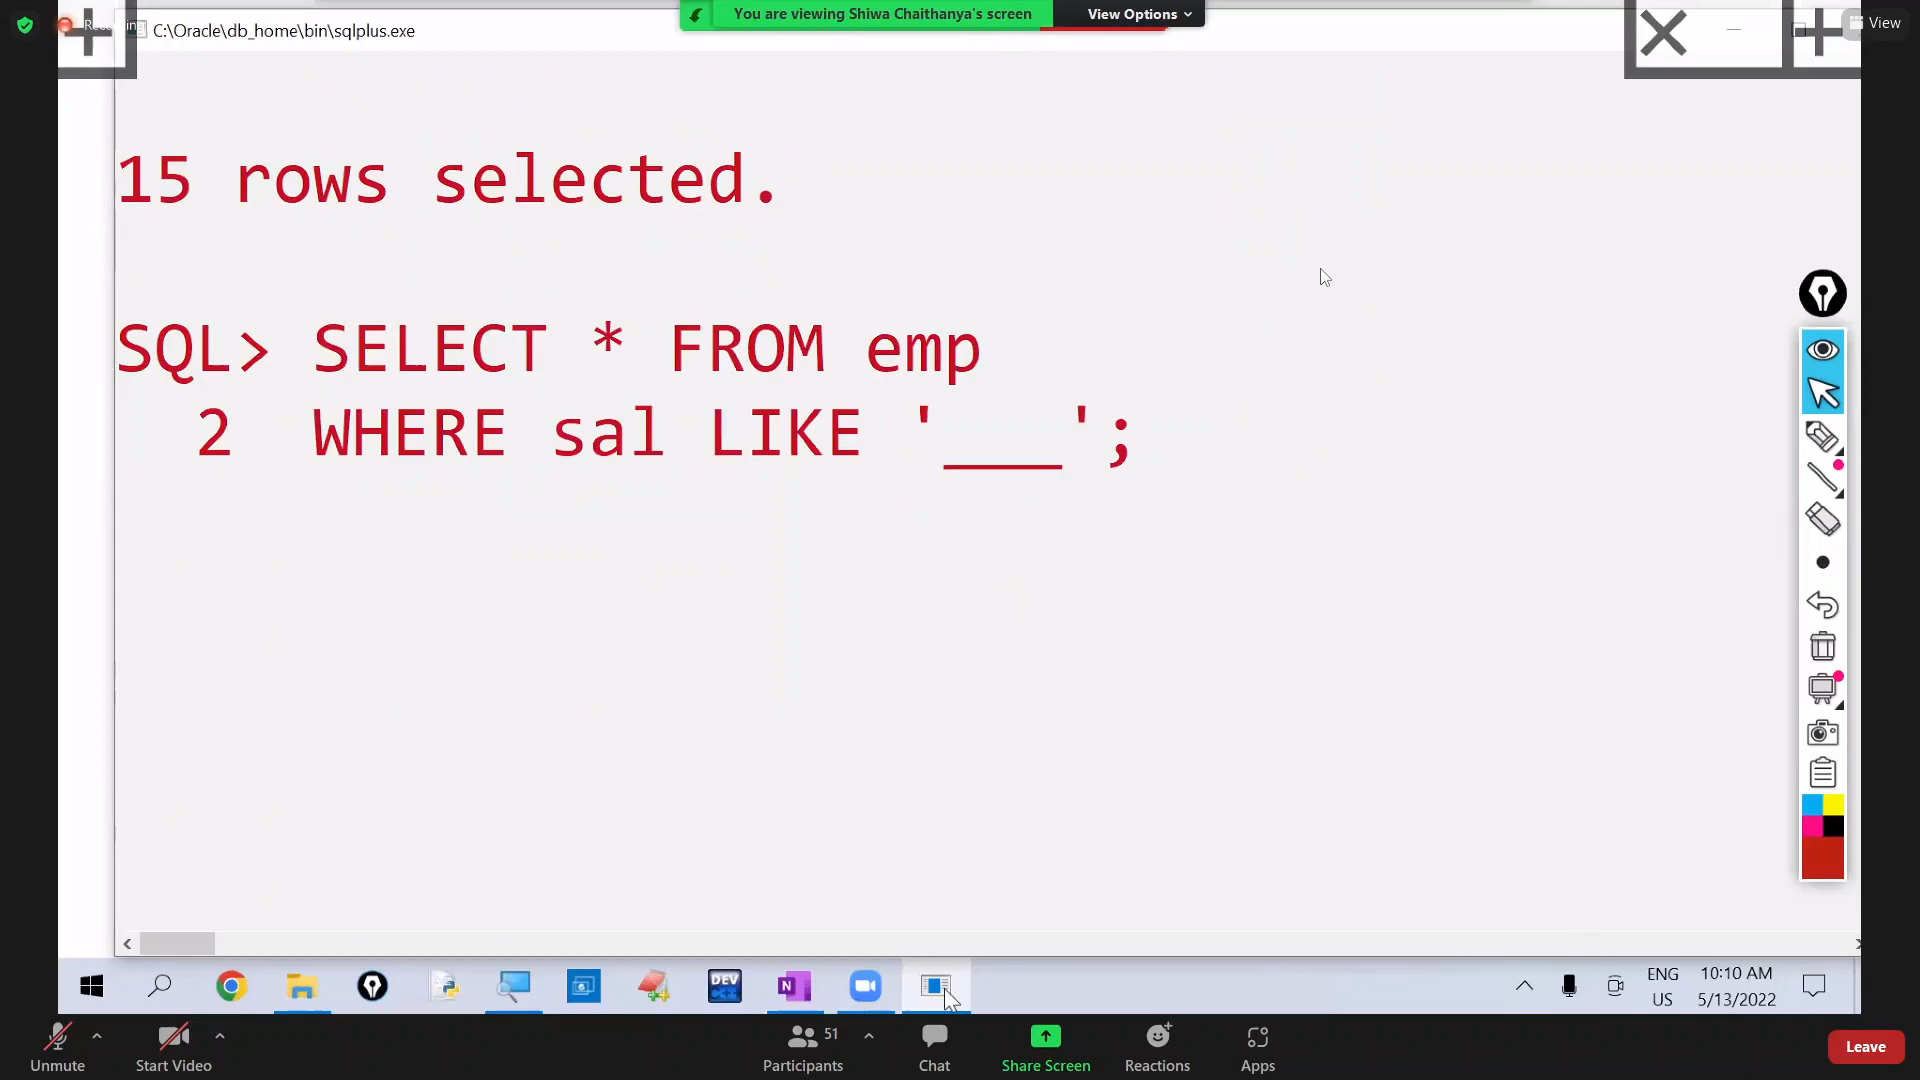 You are viewing Shiwa Chaithanya's screen
View Options
View
C:\Oracle\db_home\bin\sqlplus.exe
15 rows selected.
SQL> SELECT * FROM emp
2 WHERE sal LIKE '___';
DEV
N
ENG
US
10:10 AM
5/13/2022
Unmute
Start Video
Participants
51
Chat
Share Screen
Reactions
Apps
Leave